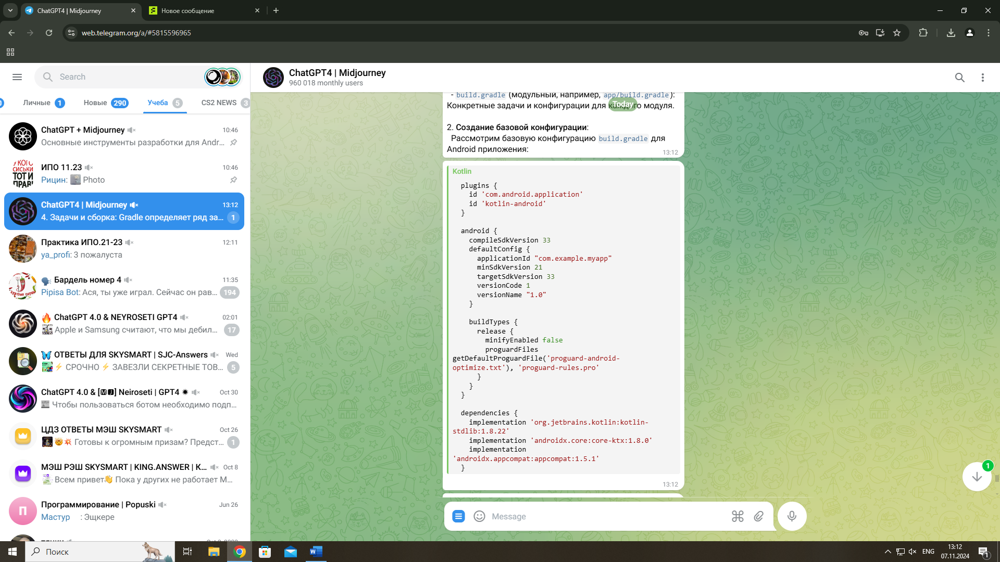 ChatGPT4 | Midjourney
Новое сообщение
web.telegram.org/a/#5815596965
Search
Личные 1
Новые 290
Учеба 5
CS2 NEWS 3
ChatGPT + Midjourney 10:46
Основные инструменты разработки для Andr...
У КОГО СИСЬКИ ТОТ И ПРАВ
ИПО 11.23 10:46
Рицин: Photo
ChatGPT4 | Midjourney 13:12
4. Задачи и сборка: Gradle определяет ряд за... 1
Практика ИПО.21-23 12:11
ya_profi: 3 пожалуста
Бардель номер 4 11:35
Pipisa Bot: Ася, ты уже играл. Сейчас он рав... 194
ChatGPT 4.0 & NEYROSETI GPT4 02:01
Apple и Samsung считают, что мы дебил... 17
ОТВЕТЫ ДЛЯ SKYSMART | SJC-Answers Wed
СРОЧНО ⚡ ЗАВЕЗЛИ СЕКРЕТНЫЕ ТОВ... 5
ChatGPT 4.0 & [🅼🅹] Neiroseti | GPT4 Oct 30
Чтобы пользоваться ботом необходимо подп...
ЦДЗ ОТВЕТЫ МЭШ SKYSMART Oct 26
Готовы к огромным призам? Предст... 1
МЭШ РЭШ SKYSMART | KING.ANSWER | К... Oct 8
Всем привет👋 Пока у других не работает М...
П
Программирование | Popuski Jun 26
Мастур : Эщкере
ChatGPT4 | Midjourney
960 018 monthly users
- build.gradle (модульный, например, app/build.gradle):
Конкретные задачи и конфигурации для каждого модуля.
Today
2. Создание базовой конфигурации:
Рассмотрим базовую конфигурацию build.gradle для
Android приложения:
13:12
Kotlin
plugins {
id 'com.android.application'
id 'kotlin-android'
}
android {
compileSdkVersion 33
defaultConfig {
applicationId "com.example.myapp"
minSdkVersion 21
targetSdkVersion 33
versionCode 1
versionName "1.0"
}
buildTypes {
release {
minifyEnabled false
proguardFiles
getDefaultProguardFile('proguard-android-
optimize.txt'), 'proguard-rules.pro'
}
}
}
dependencies {
implementation 'org.jetbrains.kotlin:kotlin-
stdlib:1.8.22'
implementation 'androidx.core:core-ktx:1.8.0'
implementation
'androidx.appcompat:appcompat:1.5.1'
}
13:12
1
Message
Поиск
ENG
13:12
07.11.2024
1